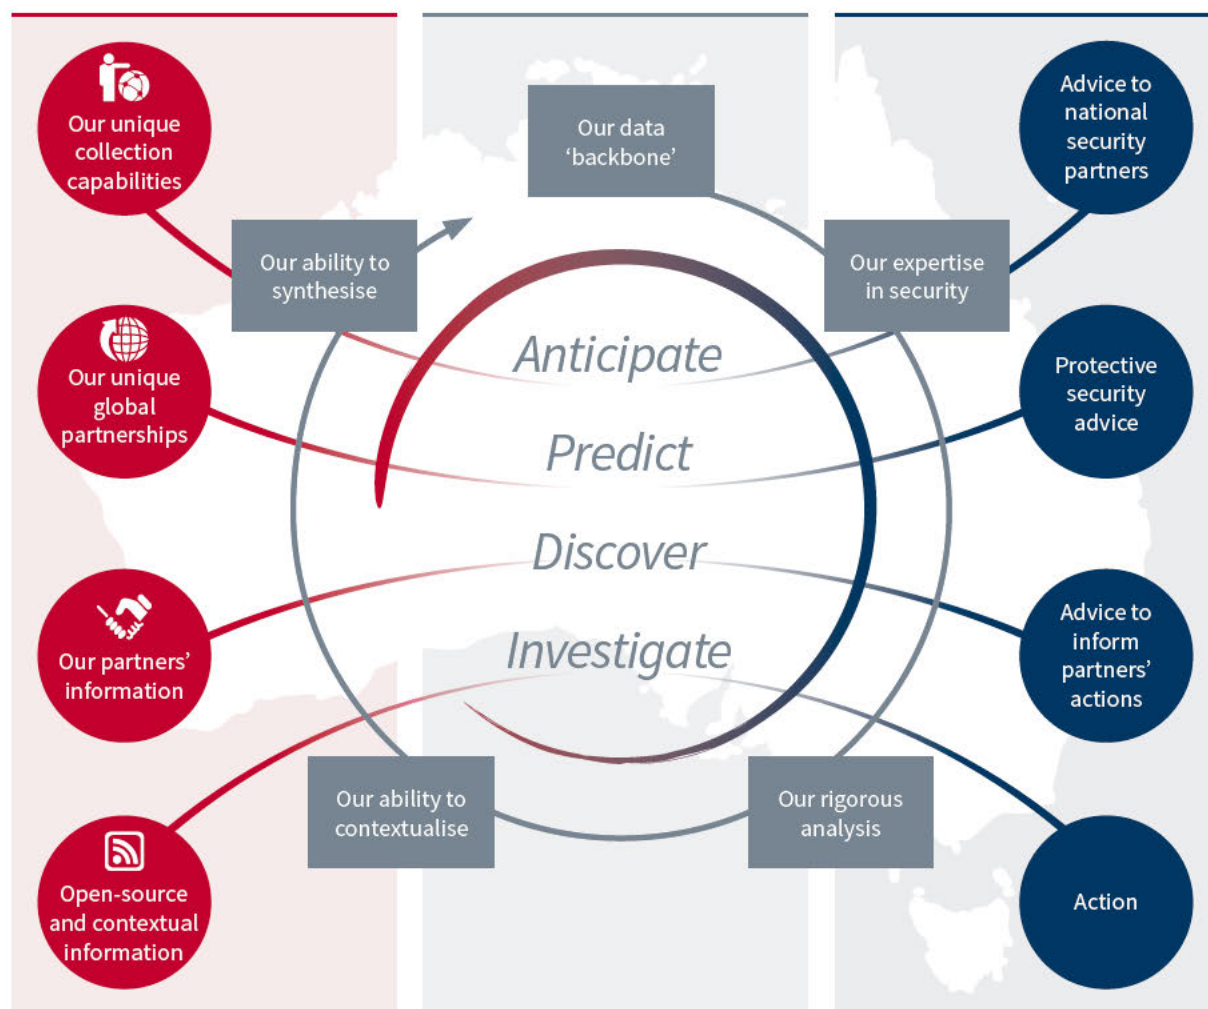 Our unique
collection
capabilities
Our unique
global
partnerships
Our partners’
information
Open-source
and contextual
information
Our data
‘backbone’
Our ability to
synthesise
Our expertise
in security
Anticipate
Predict
Discover
Investigate
Our ability to
contextualise
Our rigorous
analysis
Advice to
national
security
partners
Protective
security
advice
Advice to
inform
partners’
actions
Action